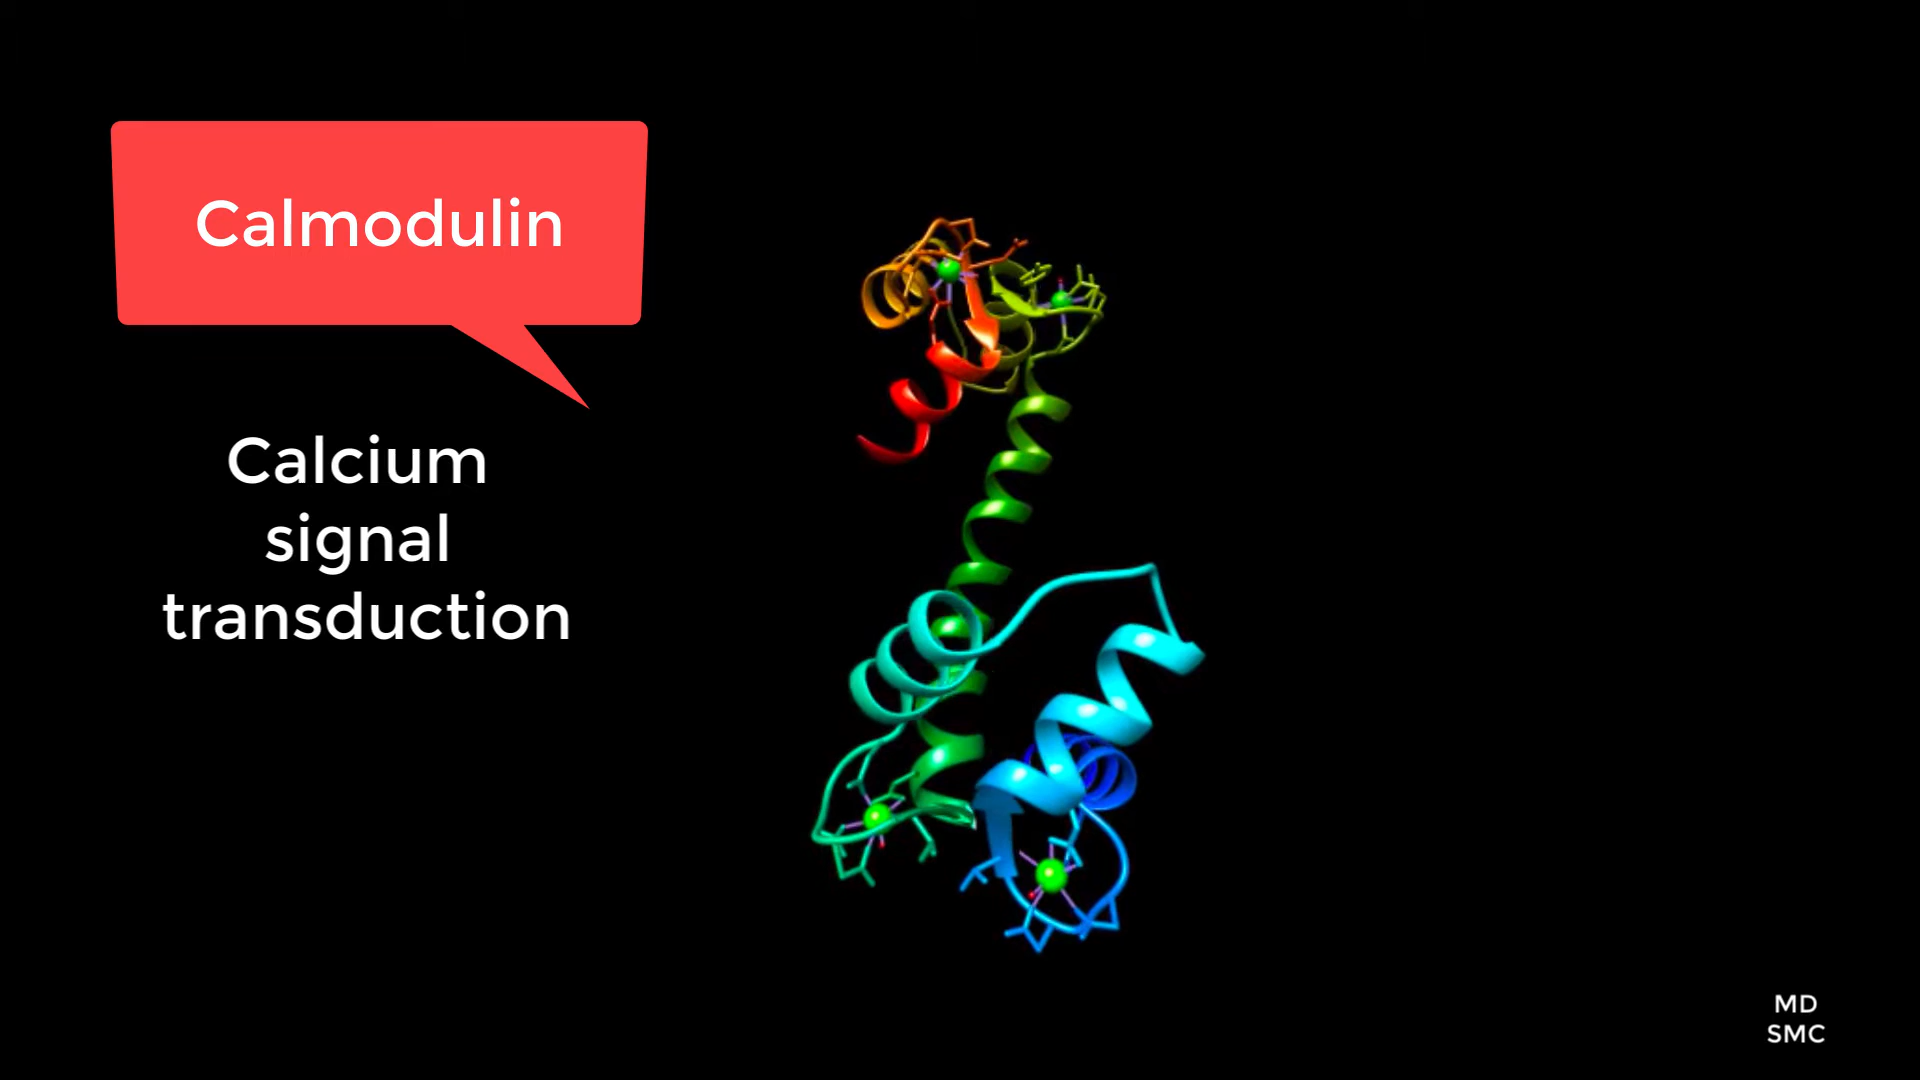 Calmodulin
Calcium
signal
transduction
MD
SMC